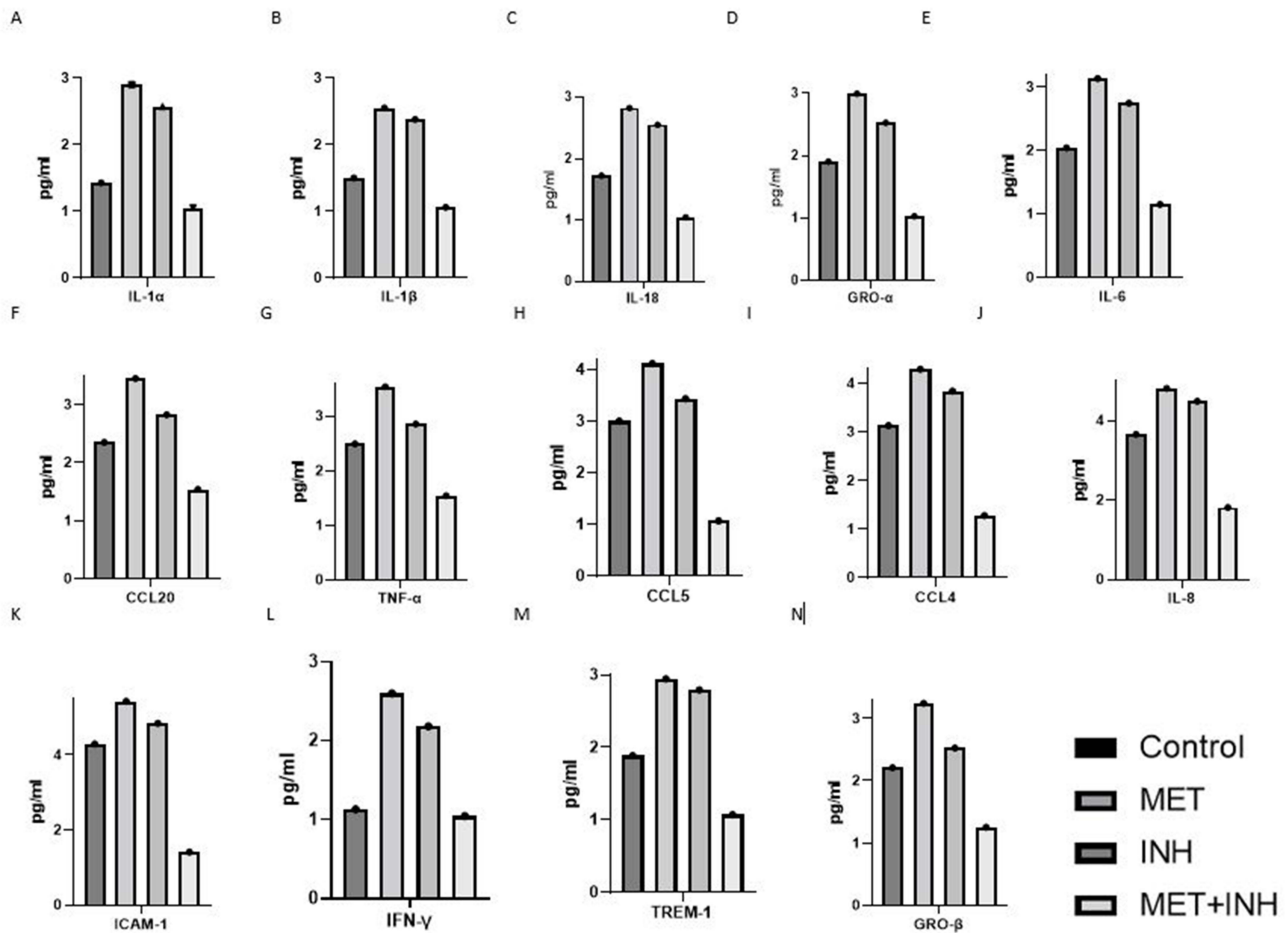 A B C D E
3
2
1
0
pg/ml
IL-1α
3
2
1
0
pg/ml
IL-1β
3
2
1
0
pg/ml
IL-18
3
2
1
0
pg/ml
GRO-α
3
2
1
0
pg/ml
IL-6
F G H I J
3
2
1
0
pg/ml
CCL20
3
2
1
0
pg/ml
TNF-α
4
3
2
1
0
pg/ml
CCL5
4
3
2
1
0
pg/ml
CCL4
4
2
0
pg/ml
IL-8
K L M N
4
2
0
pg/ml
ICAM-1
3
2
1
0
pg/ml
IFN-γ
3
2
1
0
pg/ml
TREM-1
3
2
1
0
pg/ml
GRO-β
Control
MET
INH
MET+INH